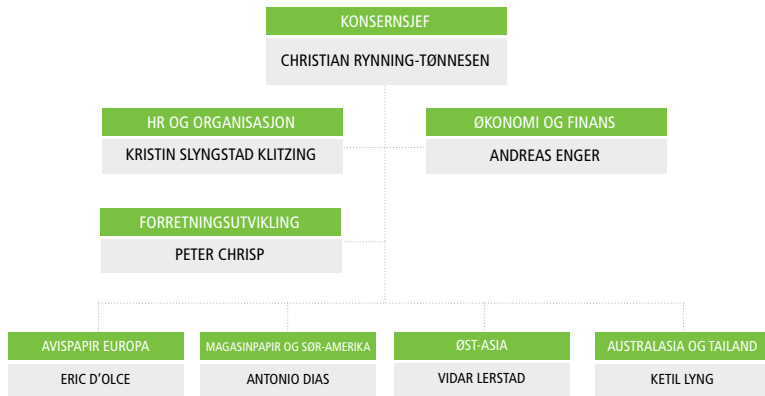 KONSERNSJEF
CHRISTIAN RYNNING-TØNNESEN
HR OG ORGANISASJON
KRISTIN SLYNGSTAD KLITZING
ØKONOMI OG FINANS
ANDREAS ENGER
FORRETNINGSUTVIKLING
PETER CHRISP
AVISPAPIR EUROPA
ERIC D’OLCE
MAGASINPAPIR OG SØR-AMERIKA
ANTONIO DIAS
ØST-ASIA
VIDAR LERSTAD
AUSTRALASIA OG TAILAND
KETIL LYNG